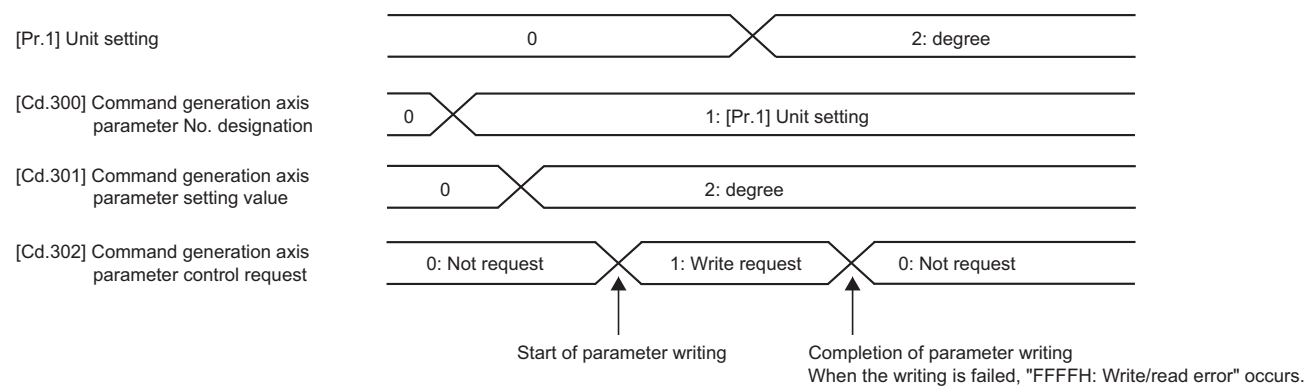 [Pr.1] Unit setting
0
2: degree
[Cd.300] Command generation axis
parameter No. designation
0
1: [Pr.1] Unit setting
[Cd.301] Command generation axis
parameter setting value
0
2: degree
[Cd.302] Command generation axis
parameter control request
0: Not request
1: Write request
0: Not request
Start of parameter writing
Completion of parameter writing
When the writing is failed, "FFFFH: Write/read error" occurs.